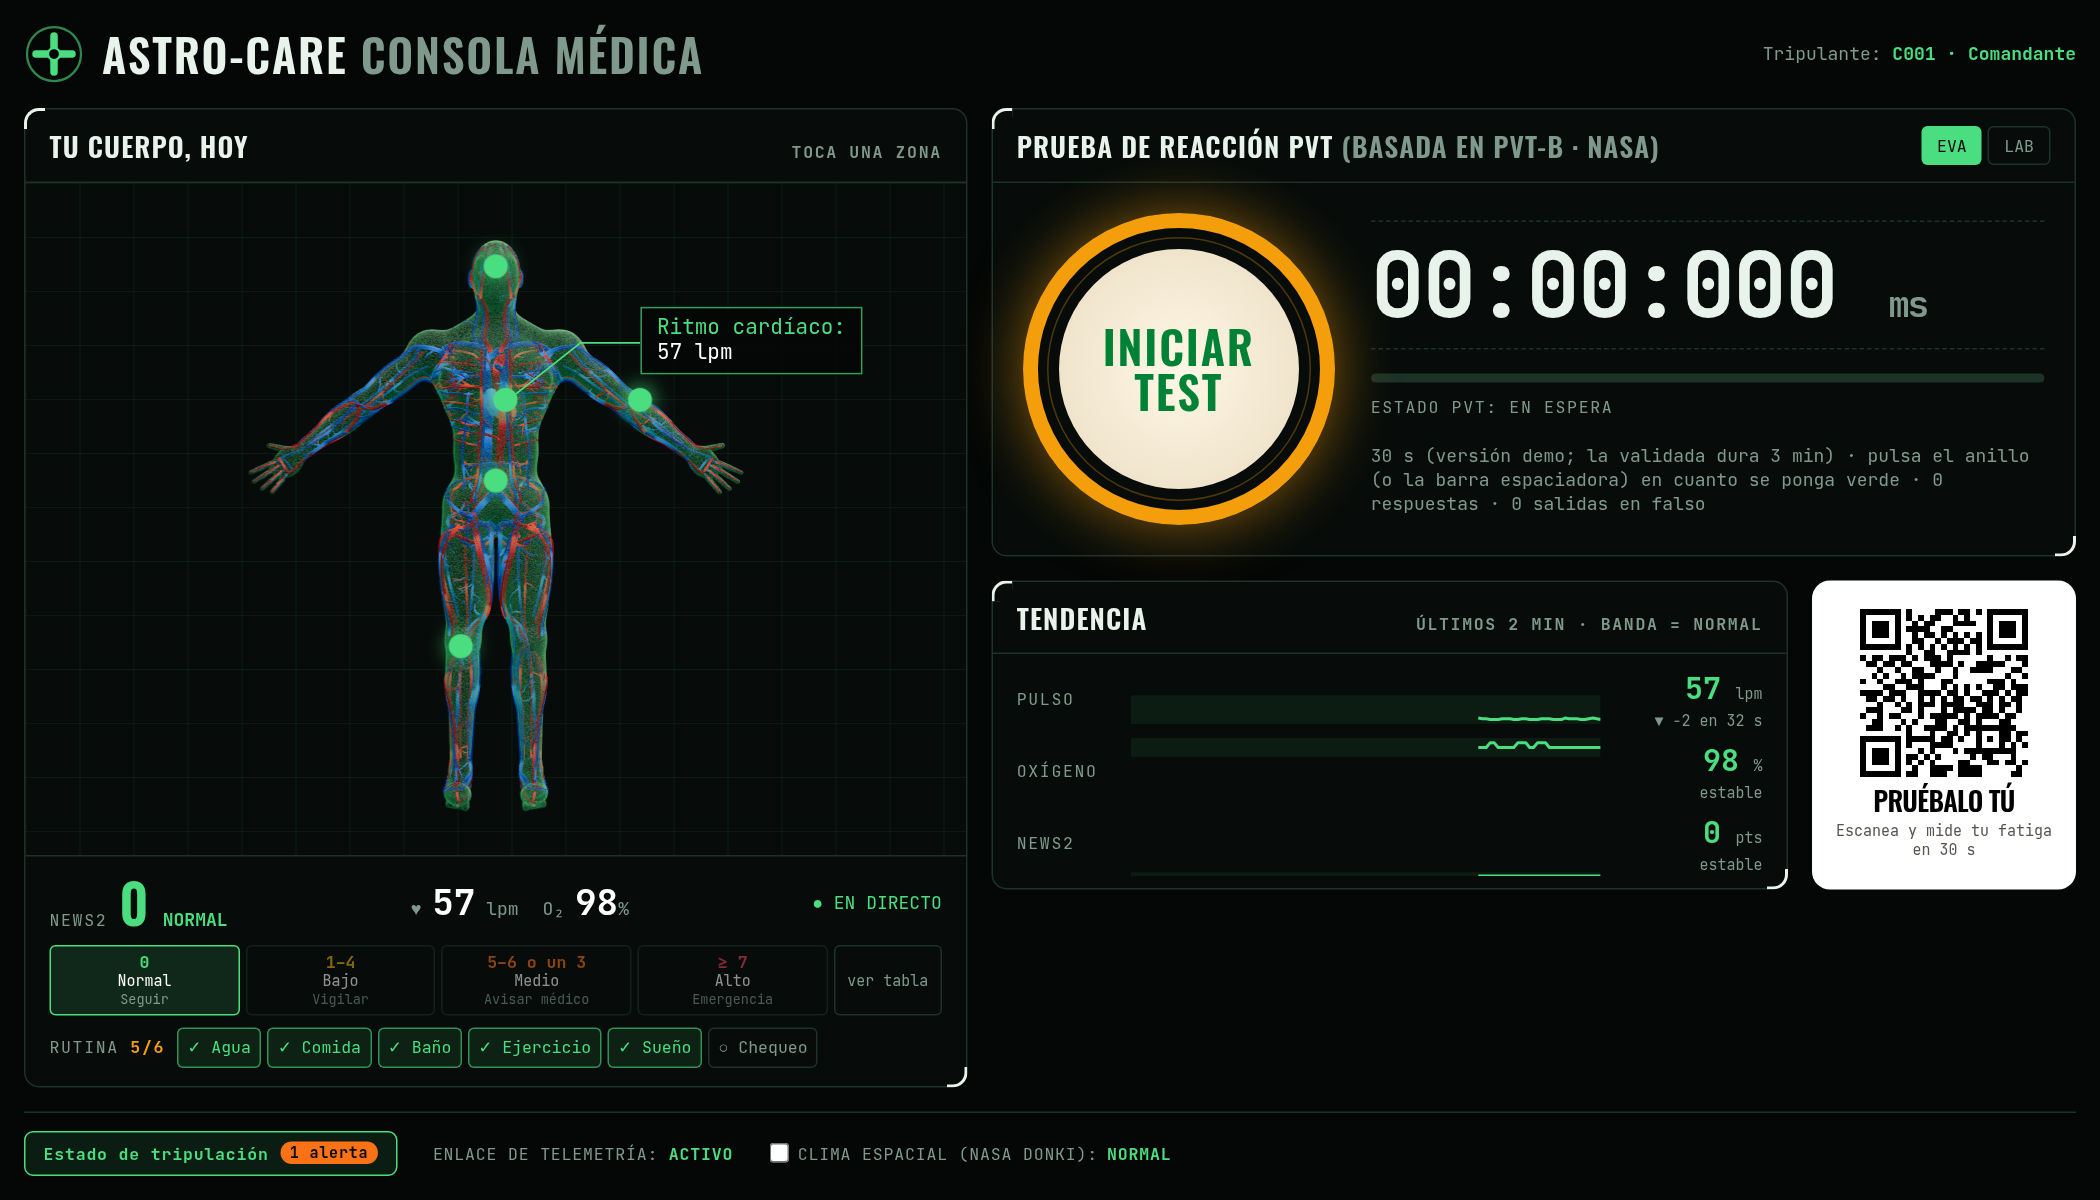 ASTRO-CARE CONSOLA MÉDICA
Tripulante: C001 · Comandante
TU CUERPO, HOY
TOCA UNA ZONA
Ritmo cardíaco:
57 lpm
NEWS2 0 NORMAL
♥ 57 lpm O₂ 98%
● EN DIRECTO
0
Normal
Seguir
1–4
Bajo
Vigilar
5–6 o un 3
Medio
Avisar médico
≥ 7
Alto
Emergencia
ver tabla
RUTINA 5/6 ✓ Agua ✓ Comida ✓ Baño ✓ Ejercicio ✓ Sueño ○ Chequeo
PRUEBA DE REACCIÓN PVT (BASADA EN PVT-B · NASA)
EVA LAB
INICIAR
TEST
00:00:000 ms
ESTADO PVT: EN ESPERA
30 s (versión demo; la validada dura 3 min) · pulsa el anillo
(o la barra espaciadora) en cuanto se ponga verde · 0
respuestas · 0 salidas en falso
TENDENCIA
ÚLTIMOS 2 MIN · BANDA = NORMAL
PULSO
57 lpm
▼ -2 en 32 s
OXÍGENO
98 %
estable
NEWS2
0 pts
estable
PRUÉBALO TÚ
Escanea y mide tu fatiga
en 30 s
Estado de tripulación 1 alerta
ENLACE DE TELEMETRÍA: ACTIVO
CLIMA ESPACIAL (NASA DONKI): NORMAL